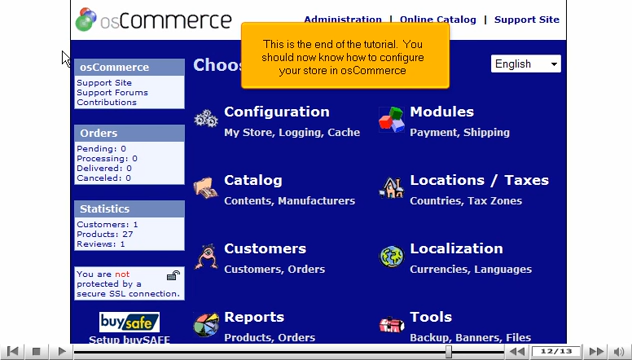 osCommerce
Administration | Online Catalog | Support Site
This is the end of the tutorial. You
should now know how to configure
your store in osCommerce
osCommerce
Support Site
Support Forums
Contributions
Orders
Pending: 0
Processing: 0
Delivered: 0
Canceled: 0
Statistics
Customers: 1
Products: 27
Reviews: 1
You are not
protected by a
secure SSL connection.
buysafe
Setup buySAFE
Choos
English
Configuration
My Store, Logging, Cache
Modules
Payment, Shipping
Catalog
Contents, Manufacturers
Locations / Taxes
Countries, Tax Zones
Customers
Customers, Orders
Localization
Currencies, Languages
Reports
Products, Orders
Tools
Backup, Banners, Files
12/13